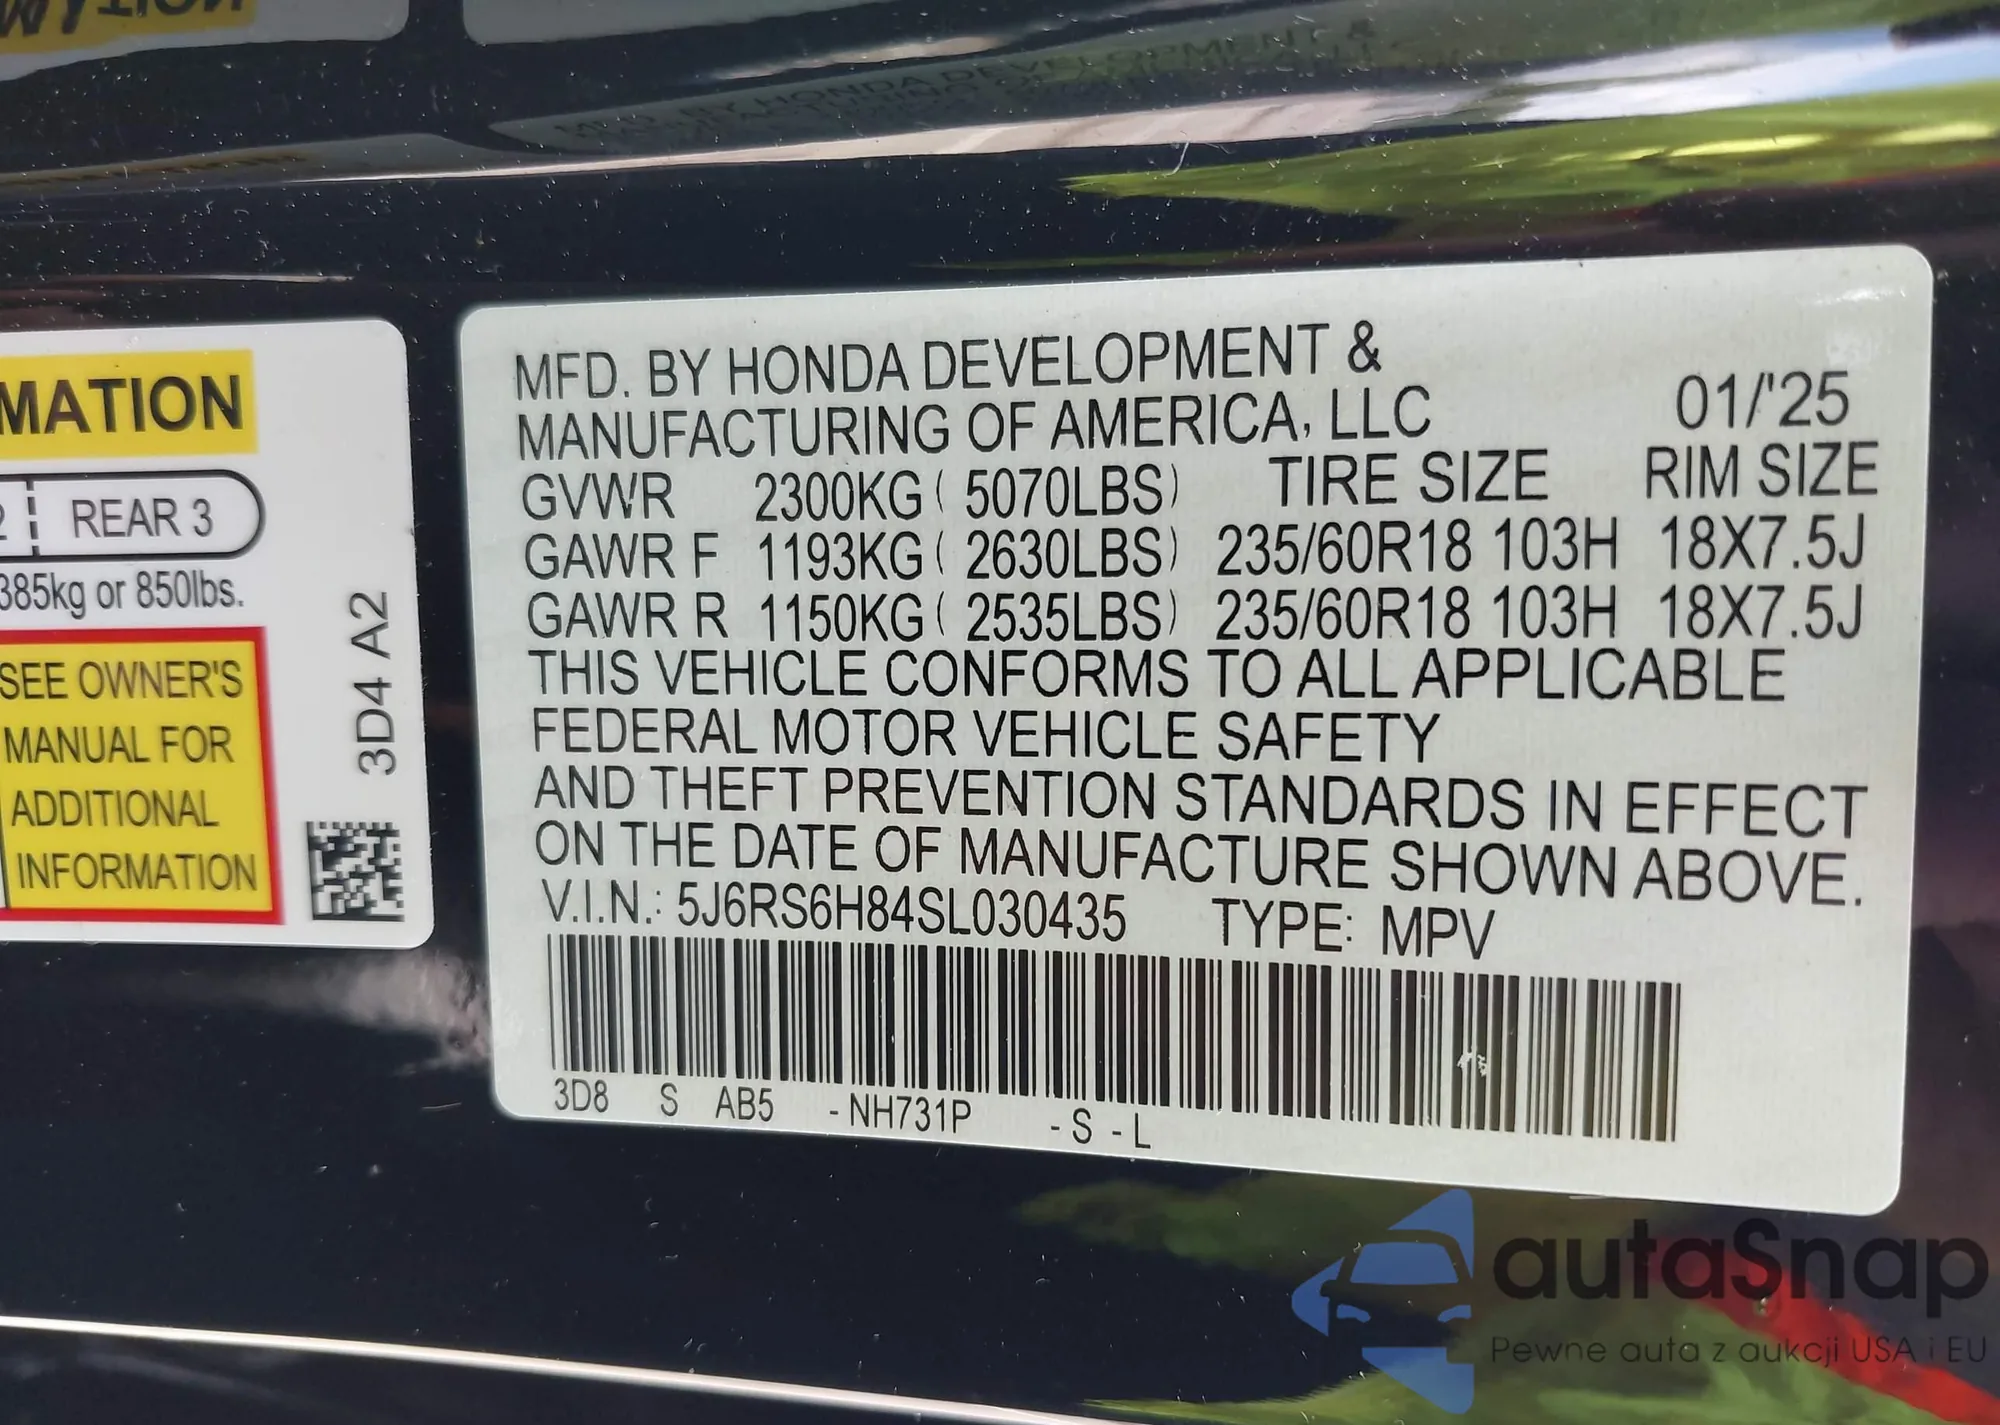 MATION
2 REAR 3
385kg or 850lbs.
SEE OWNER'S
MANUAL FOR
ADDITIONAL
INFORMATION
3D4 A2
MFD. BY HONDA DEVELOPMENT &
MANUFACTURING OF AMERICA, LLC 01/'25
GVWR 2300KG ( 5070LBS) TIRE SIZE RIM SIZE
GAWR F 1193KG ( 2630LBS) 235/60R18 103H 18X7.5J
GAWR R 1150KG ( 2535LBS) 235/60R18 103H 18X7.5J
THIS VEHICLE CONFORMS TO ALL APPLICABLE
FEDERAL MOTOR VEHICLE SAFETY
AND THEFT PREVENTION STANDARDS IN EFFECT
ON THE DATE OF MANUFACTURE SHOWN ABOVE.
V.I.N.: 5J6RS6H84SL030435 TYPE: MPV
3D8 S AB5 - NH731P - S - L
autaSnap
Pewne auta z aukcji USA i EU